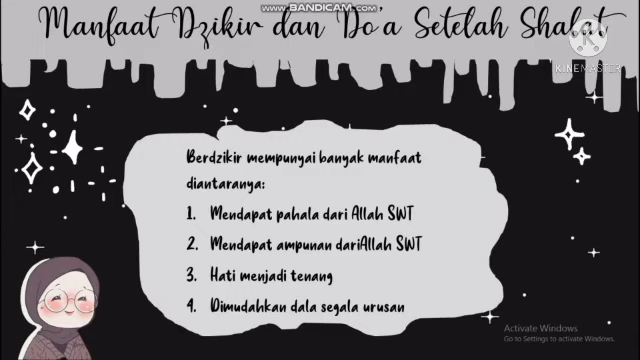 WWW.BANDICAM.COM
Manfaat Dzikir dan Do'a Setelah Shalat
K
KINEMASTER
Berdzikir mempunyai banyak manfaat
diantaranya:
1. Mendapat pahala dari Allah SWT
2. Mendapat ampunan dariAllah SWT
3. Hati menjadi tenang
4. Dimudahkan dala segala urusan
Activate Windows
Go to Settings to activate Windows.